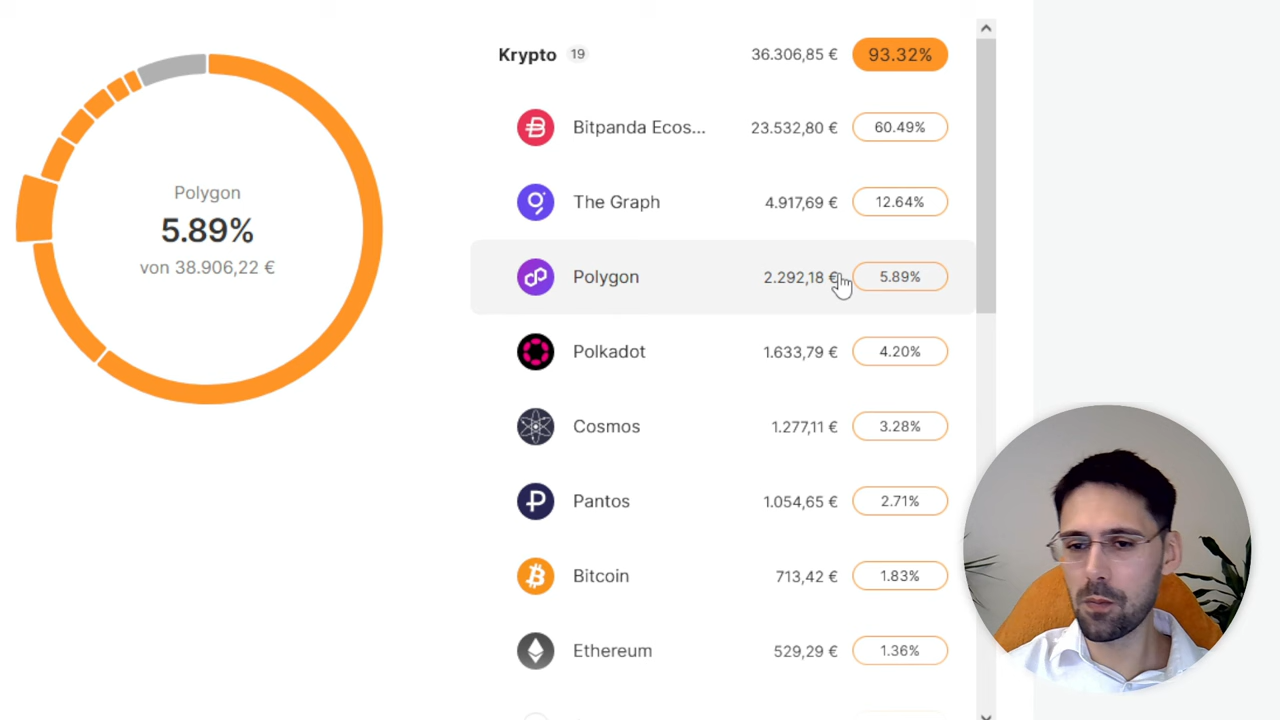 Polygon
5.89%
von 38.906,22 €
Krypto 19 36.306,85 € 93.32%
Bitpanda Ecos... 23.532,80 € 60.49%
The Graph 4.917,69 € 12.64%
Polygon 2.292,18 € 5.89%
Polkadot 1.633,79 € 4.20%
Cosmos 1.277,11 € 3.28%
Pantos 1.054,65 € 2.71%
Bitcoin 713,42 € 1.83%
Ethereum 529,29 € 1.36%